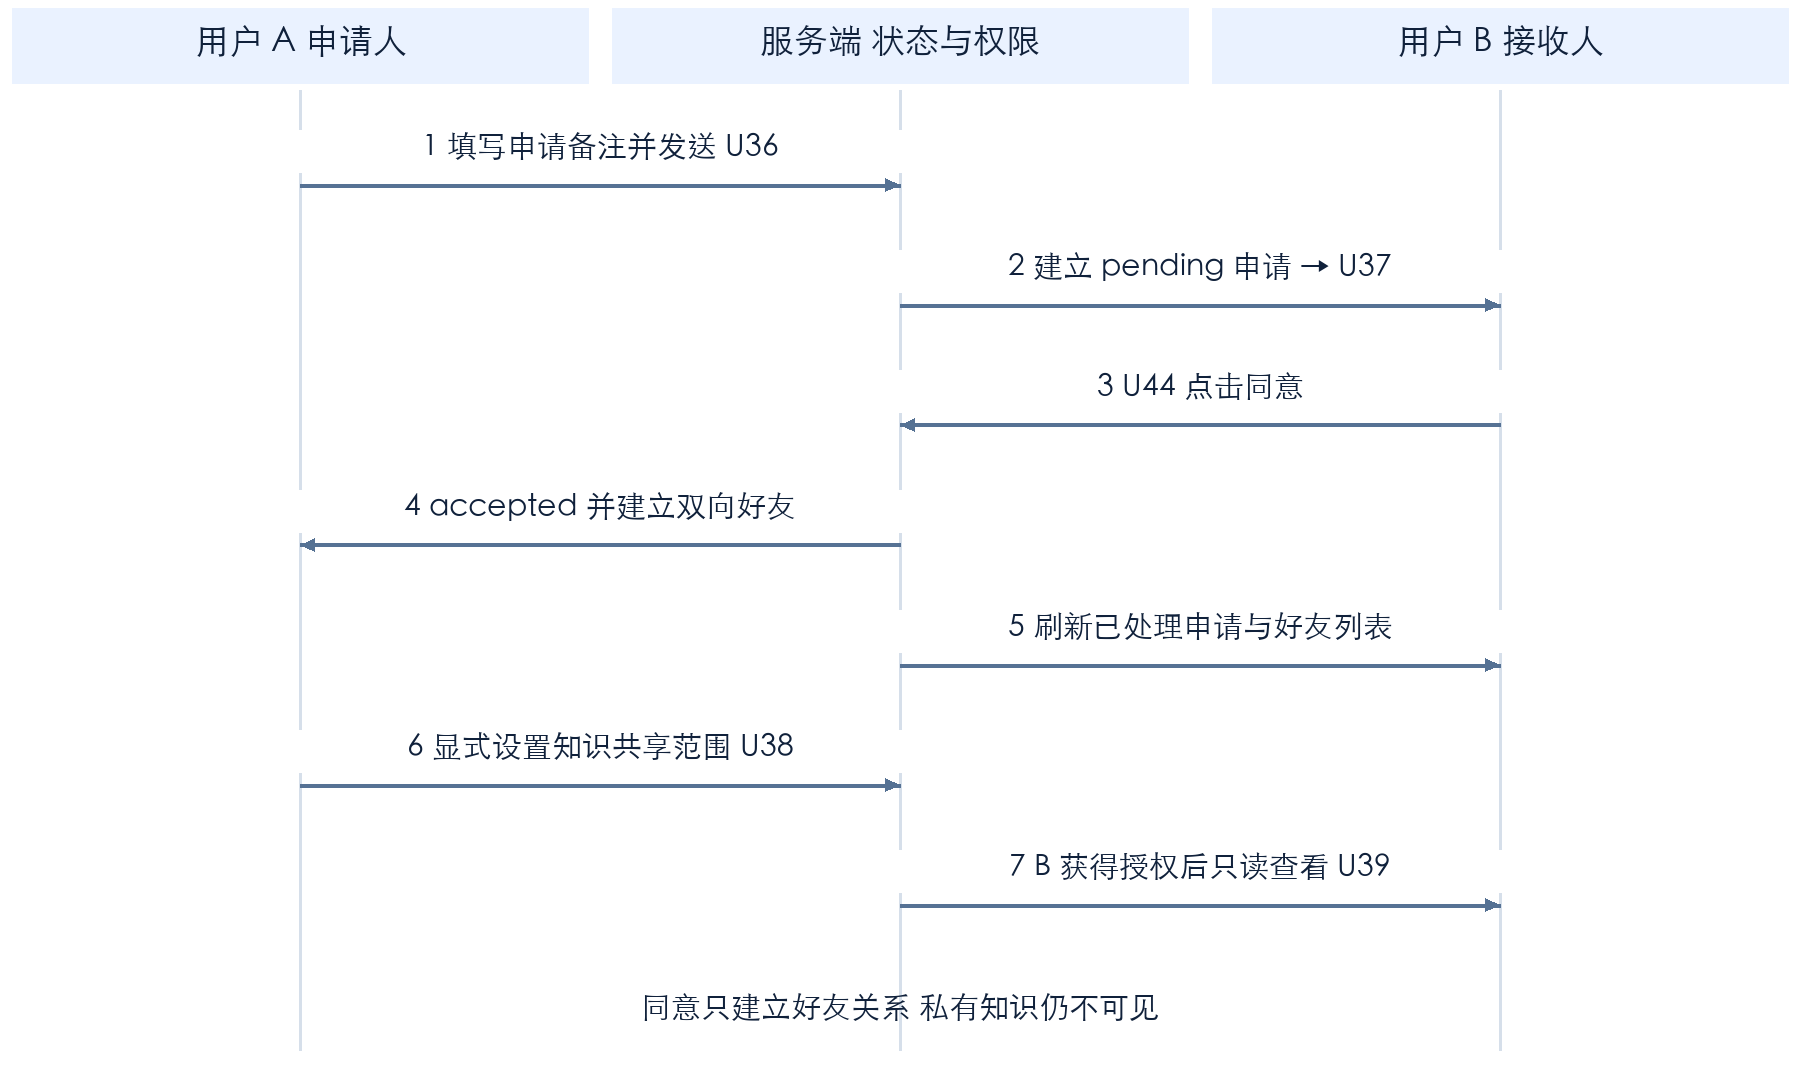 用户 A 申请人
服务端 状态与权限
用户 B 接收人
1 填写申请备注并发送 U36
2 建立 pending 申请 → U37
3 U44 点击同意
4 accepted 并建立双向好友
5 刷新已处理申请与好友列表
6 显式设置知识共享范围 U38
7 B 获得授权后只读查看 U39
同意只建立好友关系 私有知识仍不可见